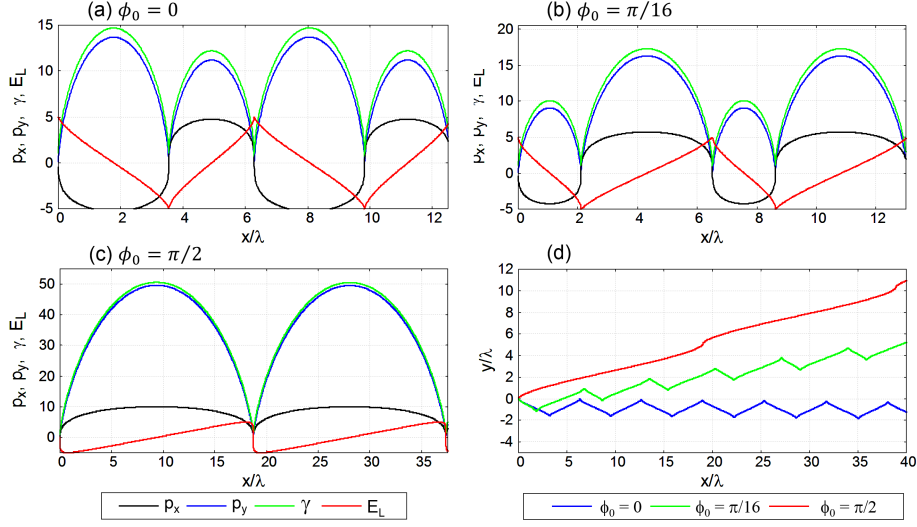 (a) ϕ₀ = 0
(b) ϕ₀ = π/16
pₓ, p_y, γ, E_L
15
10
5
0
-5
0 2 4 6 8 10 12
x/λ
pₓ, p_y, γ, E_L
20
15
10
5
0
-5
0 2 4 6 8 10 12
x/λ
(c) ϕ₀ = π/2
(d)
pₓ, p_y, γ, E_L
50
40
30
20
10
0
0 5 10 15 20 25 30 35
x/λ
y/λ
12
10
8
6
4
2
0
-2
-4
0 5 10 15 20 25 30 35 40
x/λ
pₓ p_y γ E_L
ϕ₀ = 0 ϕ₀ = π/16 ϕ₀ = π/2